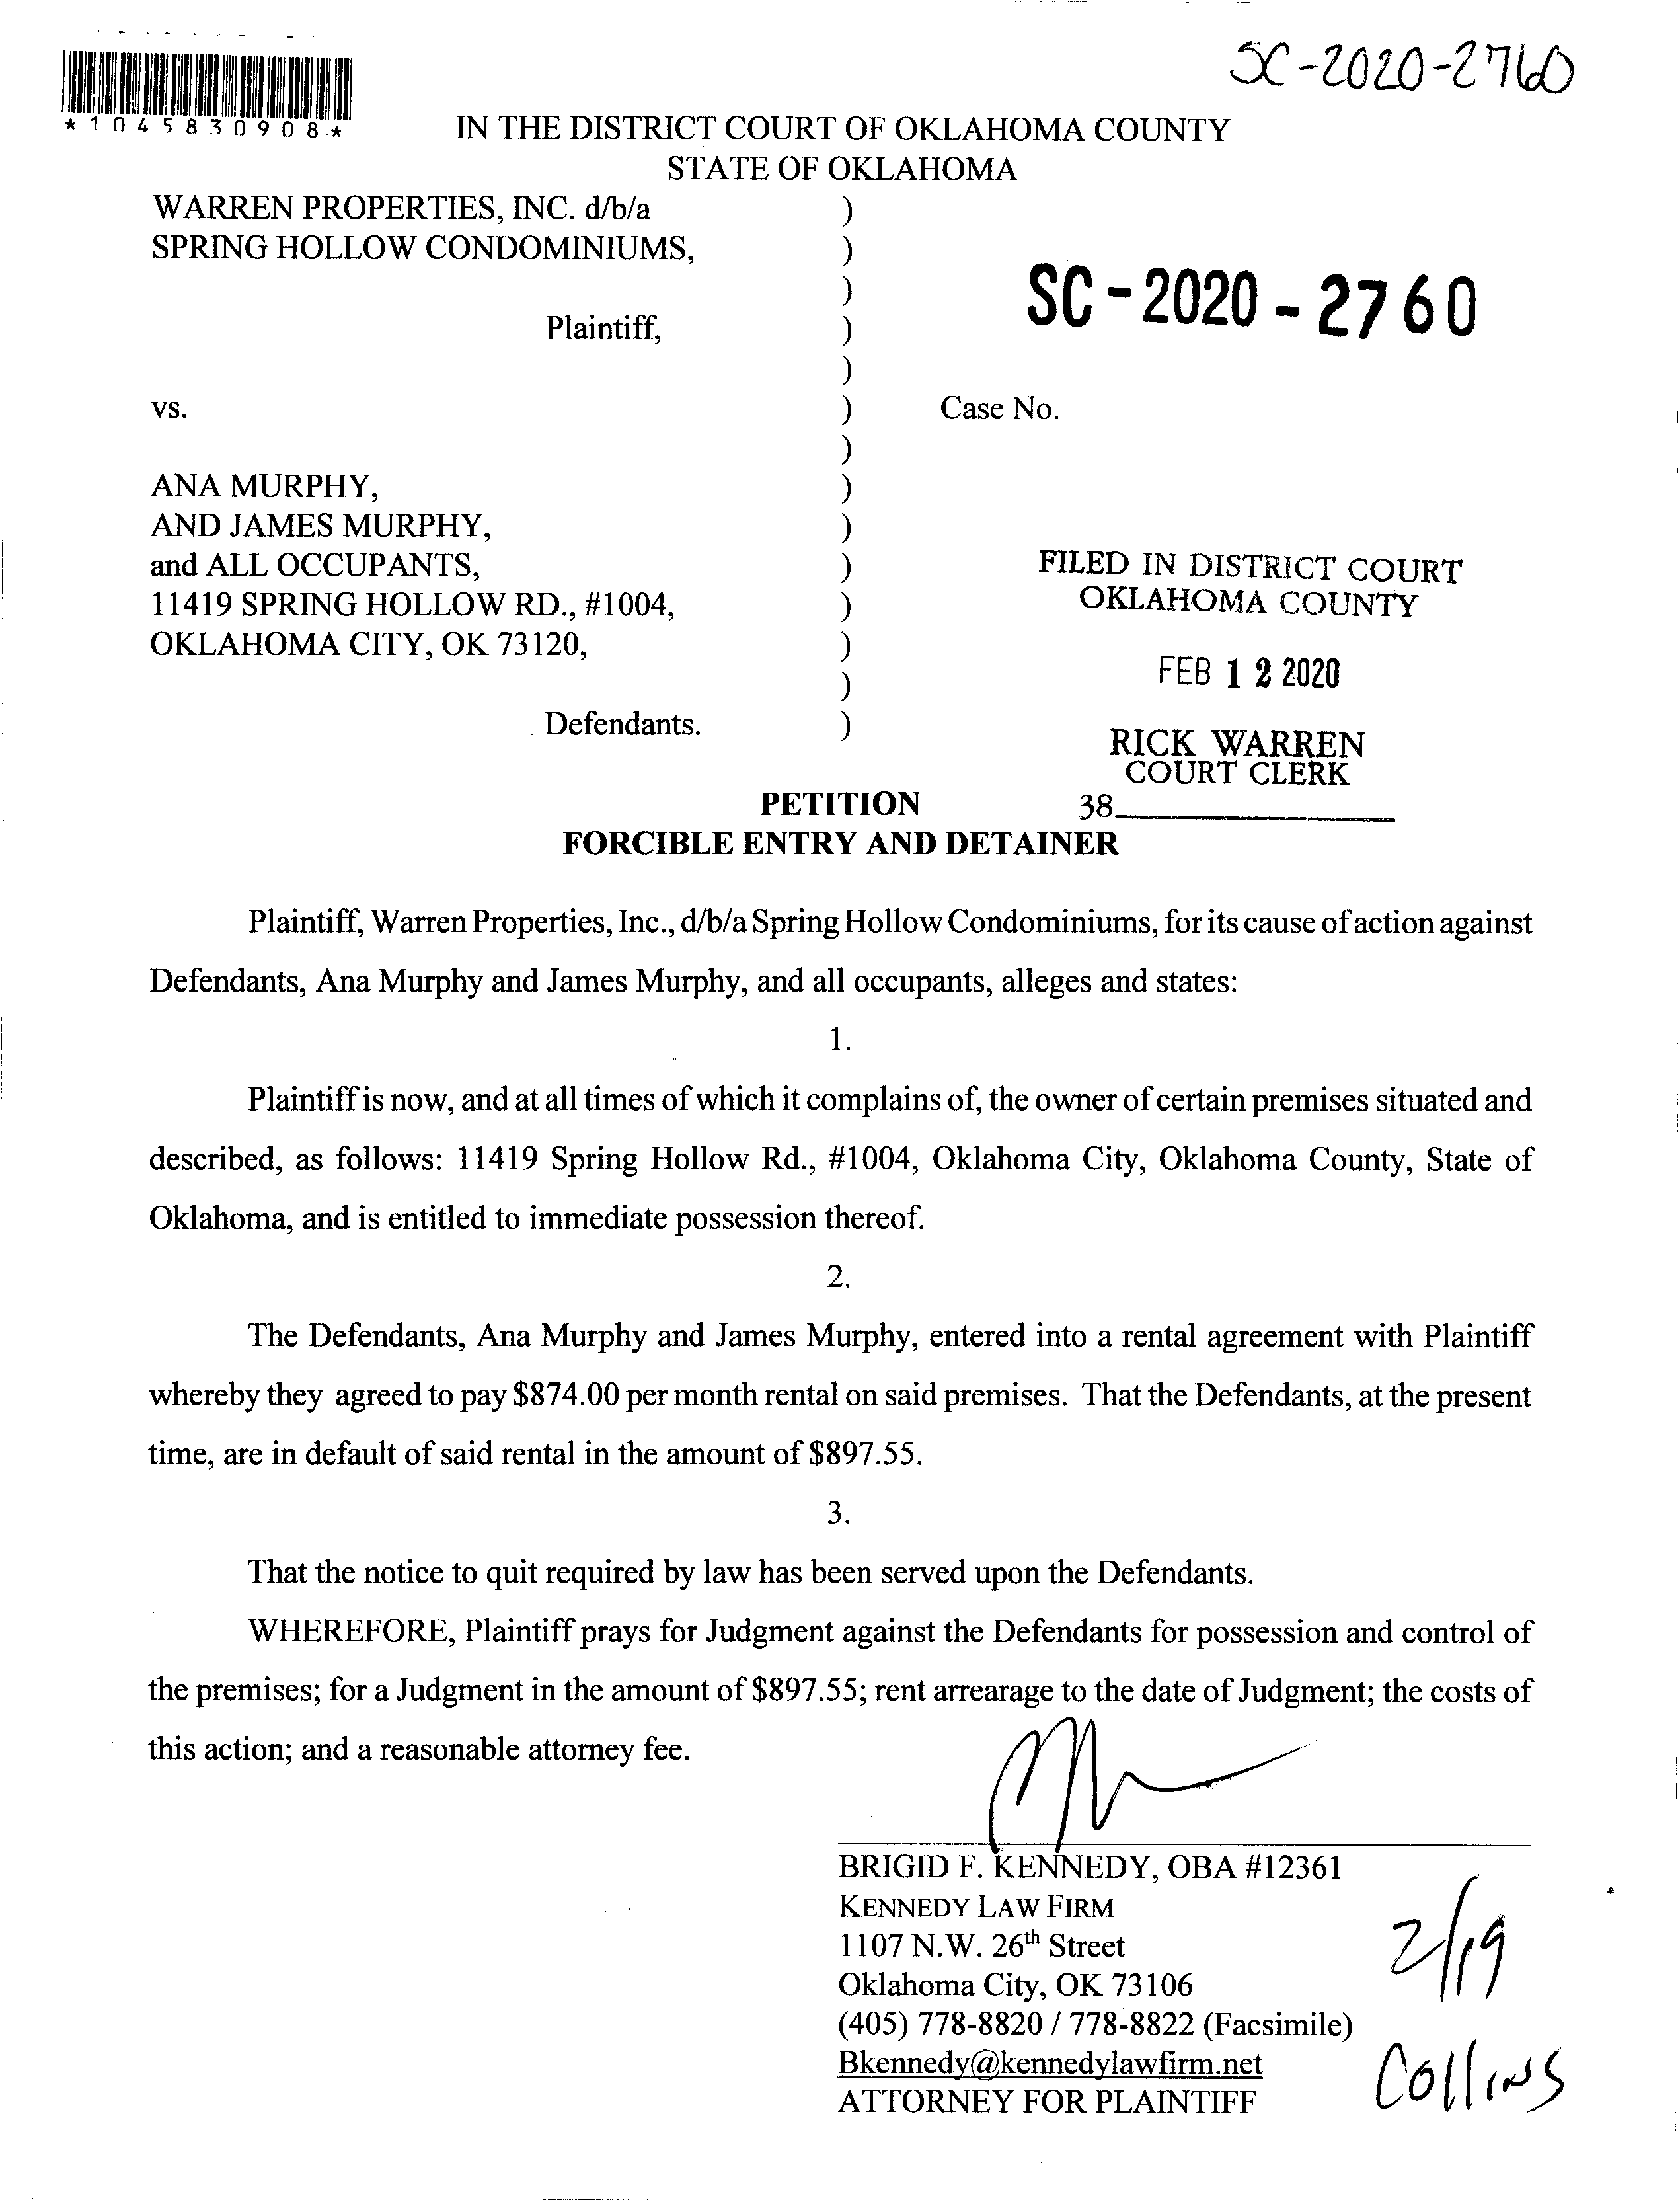 SC-2020-2760
*1045830908*
IN THE DISTRICT COURT OF OKLAHOMA COUNTY
STATE OF OKLAHOMA
WARREN PROPERTIES, INC. d/b/a )
SPRING HOLLOW CONDOMINIUMS, )
)
SC-2020-2760
Plaintiff, )
)
vs. ) Case No.
)
ANA MURPHY, )
AND JAMES MURPHY, )
and ALL OCCUPANTS, )
11419 SPRING HOLLOW RD., #1004, )
OKLAHOMA CITY, OK 73120, )
)
Defendants. )
FILED IN DISTRICT COURT
OKLAHOMA COUNTY
FEB 12 2020
RICK WARREN
COURT CLERK
38
PETITION
FORCIBLE ENTRY AND DETAINER
Plaintiff, Warren Properties, Inc., d/b/a Spring Hollow Condominiums, for its cause of action against
Defendants, Ana Murphy and James Murphy, and all occupants, alleges and states:
1.
Plaintiff is now, and at all times of which it complains of, the owner of certain premises situated and
described, as follows: 11419 Spring Hollow Rd., #1004, Oklahoma City, Oklahoma County, State of
Oklahoma, and is entitled to immediate possession thereof.
2.
The Defendants, Ana Murphy and James Murphy, entered into a rental agreement with Plaintiff
whereby they agreed to pay $874.00 per month rental on said premises. That the Defendants, at the present
time, are in default of said rental in the amount of $897.55.
3.
That the notice to quit required by law has been served upon the Defendants.
WHEREFORE, Plaintiff prays for Judgment against the Defendants for possession and control of
the premises; for a Judgment in the amount of $897.55; rent arrearage to the date of Judgment; the costs of
this action; and a reasonable attorney fee.
BRIGID F. KENNEDY, OBA #12361
KENNEDY LAW FIRM
1107 N.W. 26th Street
Oklahoma City, OK 73106
(405) 778-8820 / 778-8822 (Facsimile)
Bkennedy@kennedylawfirm.net
ATTORNEY FOR PLAINTIFF
2/19
Collins